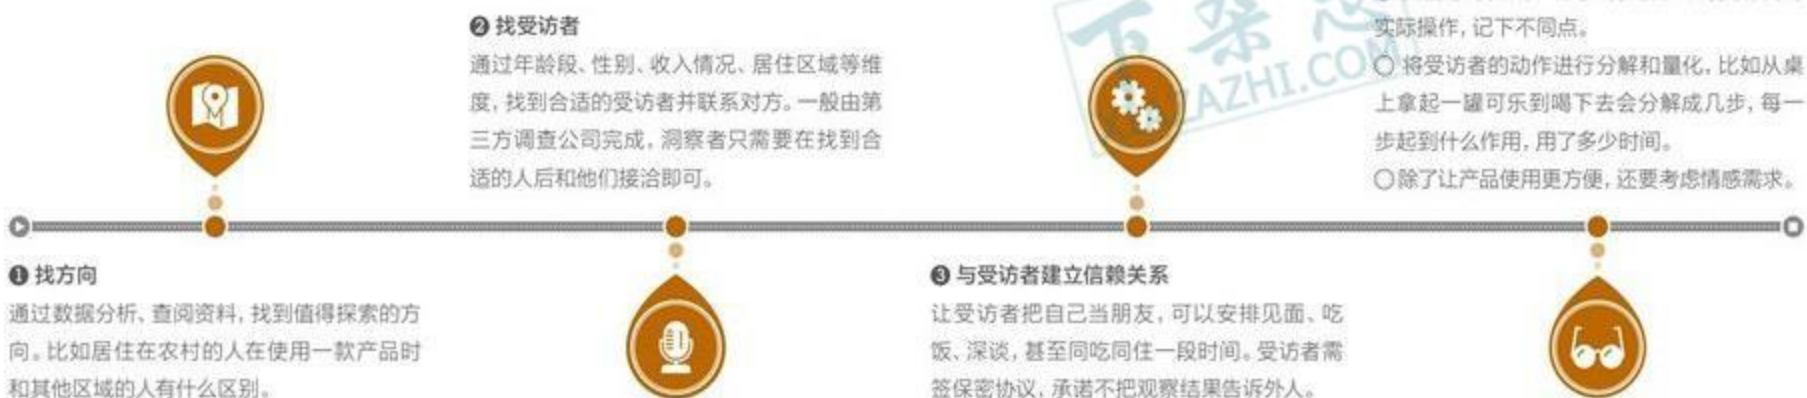 ❶ 找方向
通过数据分析、查阅资料，找到值得探索的方
向。比如居住在农村的人在使用一款产品时
和其他区域的人有什么区别。
❷ 找受访者
通过年龄段、性别、收入情况、居住区域等维
度，找到合适的受访者并联系对方。一般由第
三方调查公司完成，洞察者只需要在找到合
适的人后和他们接洽即可。
❸ 与受访者建立信赖关系
让受访者把自己当朋友，可以安排见面、吃
饭、深谈，甚至同吃同住一段时间。受访者需
签保密协议，承诺不把观察结果告诉外人。
实际操作，记下不同点。
○ 将受访者的动作进行分解和量化，比如从桌
上拿起一罐可乐到喝下去会分解成几步，每一
步起到什么作用，用了多少时间。
○ 除了让产品使用更方便，还要考虑情感需求。